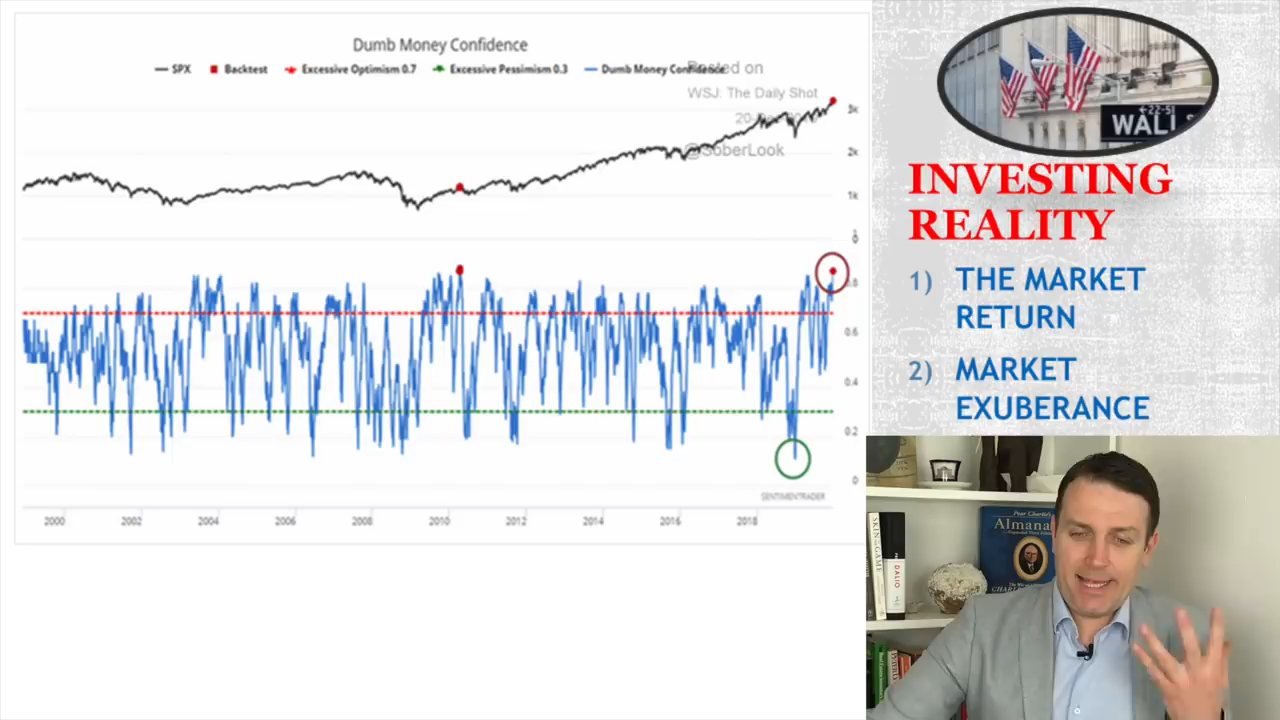 Dumb Money Confidence
SPX Backtest Excessive Optimism 0.7 Excessive Pessimism 0.3 Dumb Money Confidence
Posted on
WSJ: The Daily Shot
@SoberLook
3k
2k
1k
0
0.8
0.6
0.4
0.2
0
SENTIMENTRADER
2000 2002 2004 2006 2008 2010 2012 2014 2016 2018
WALL
INVESTING
REALITY
1) THE MARKET
RETURN
2) MARKET
EXUBERANCE
SKIN IN THE GAME
DALIO
Poor Charlie's
Almana